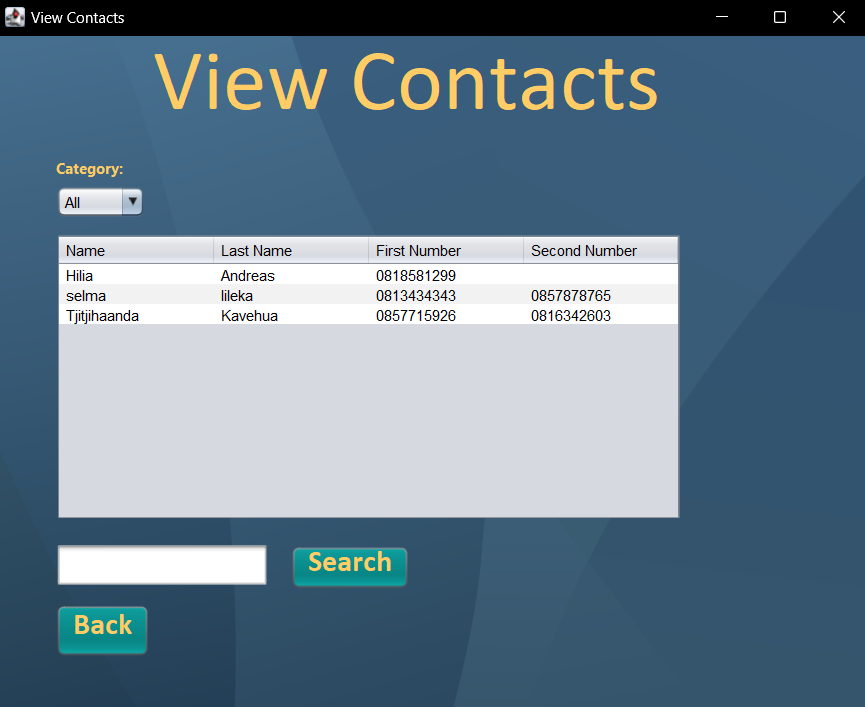 View Contacts
View Contacts
Category:
All
Name Last Name First Number Second Number
Hilia Andreas 0818581299
selma lileka 0813434343 0857878765
Tjitjihaanda Kavehua 0857715926 0816342603
Search
Back